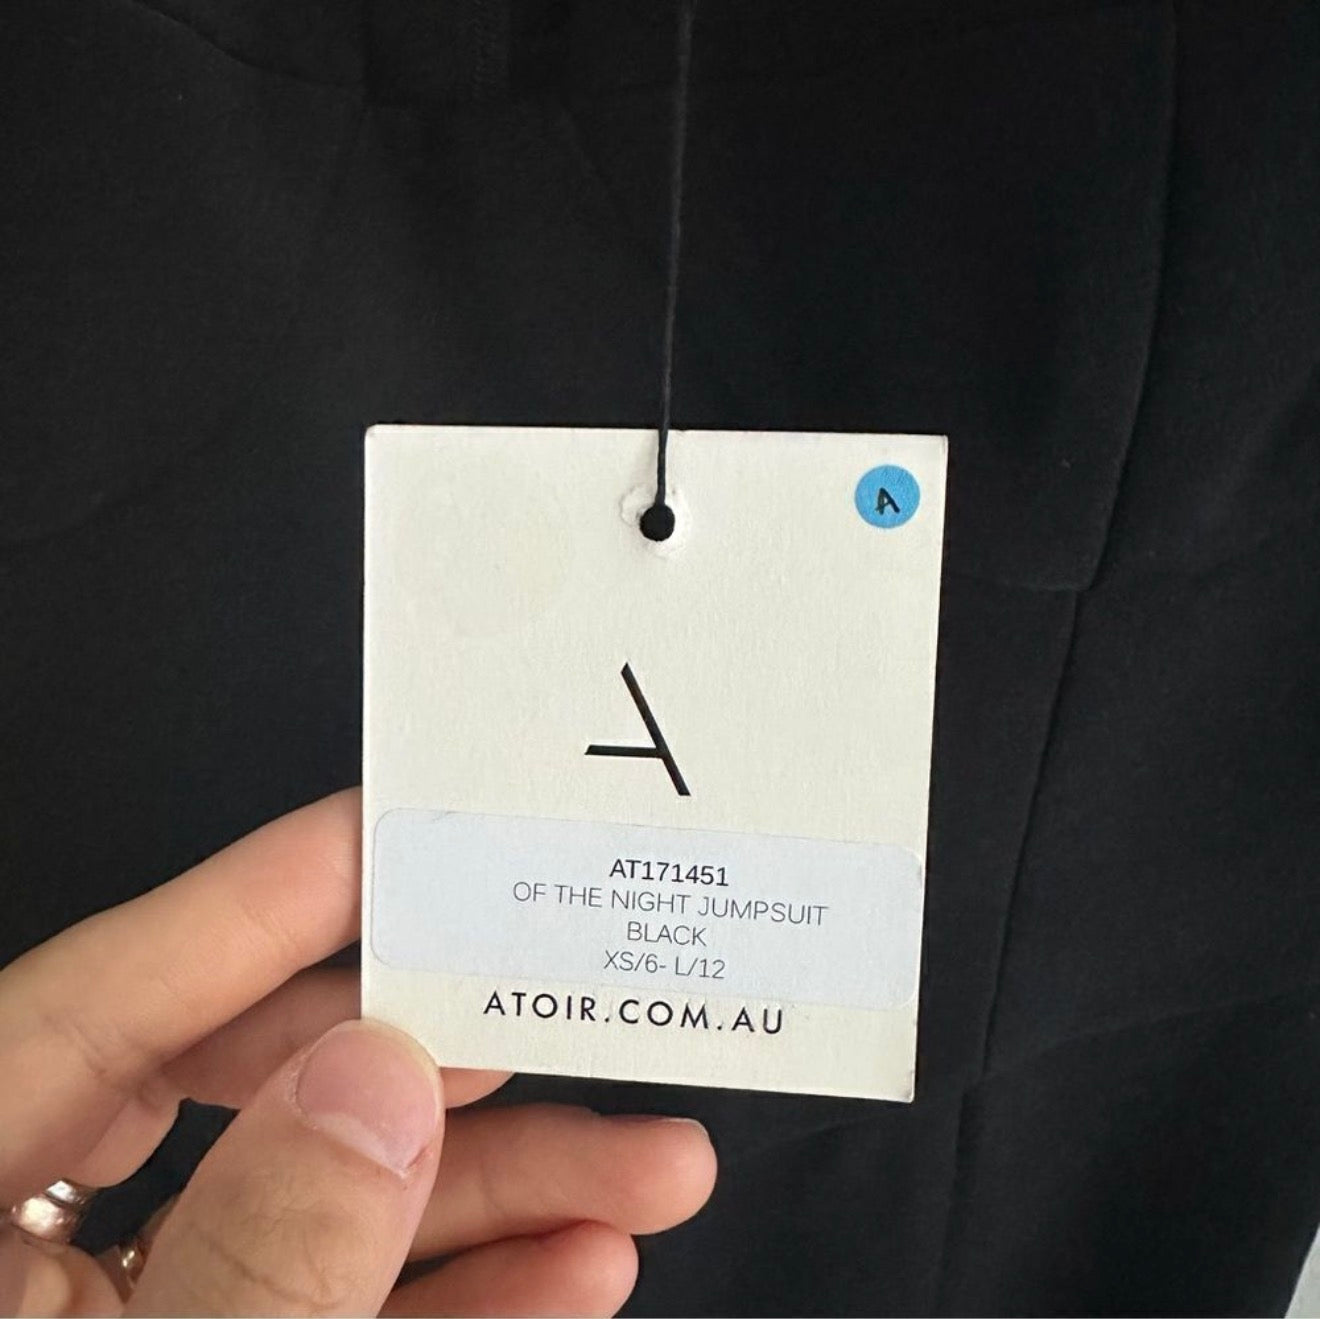 A
AT171451
OF THE NIGHT JUMPSUIT
BLACK
XS/6- L/12
ATOIR.COM.AU